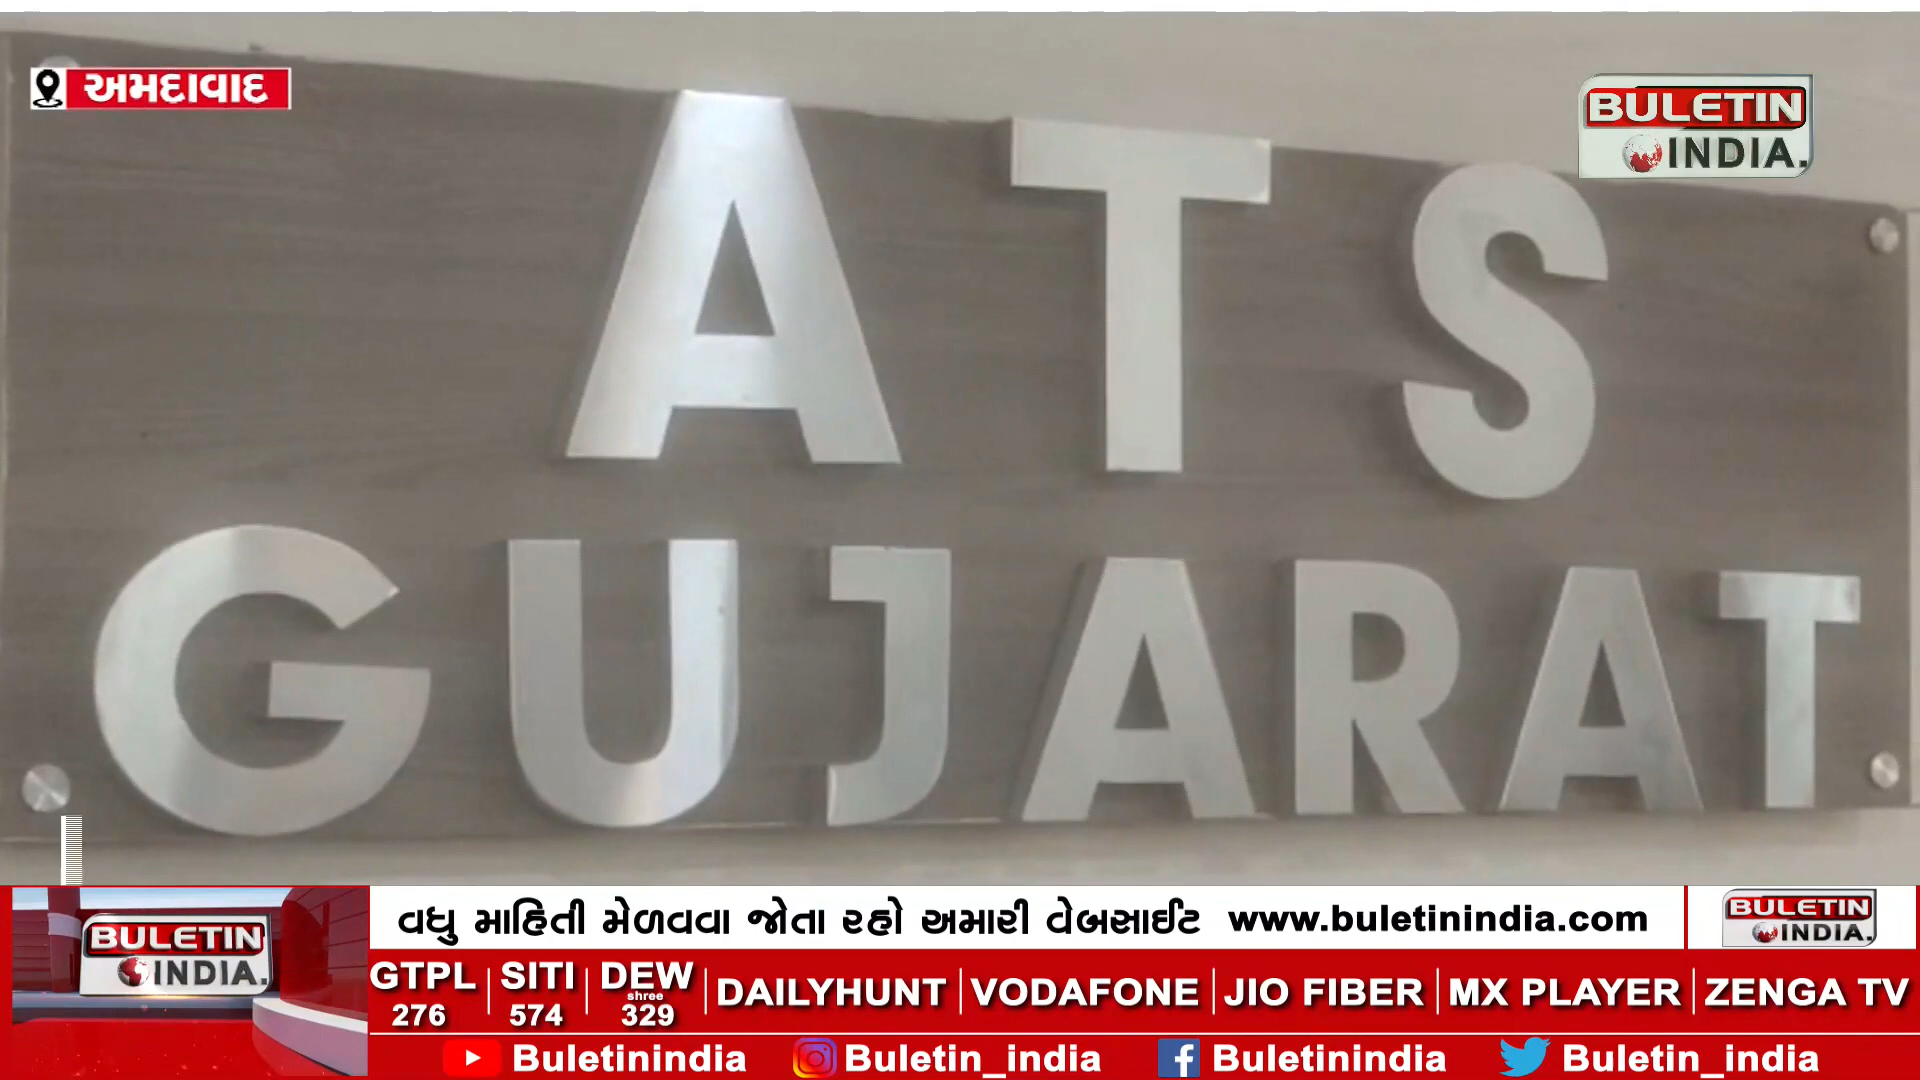 અમદાવાદ
BULETIN
INDIA.
ATS
GUJARAT
BULETIN
INDIA.
વધુ માહિતી મેળવવા જોતા રહો અમારી વેબસાઈટ www.buletinindia.com
BULETIN
INDIA.
GTPL 276 | SITI 574 | DEW shree 329 | DAILYHUNT | VODAFONE | JIO FIBER | MX PLAYER | ZENGA TV
Buletinindia Buletin_india Buletinindia Buletin_india